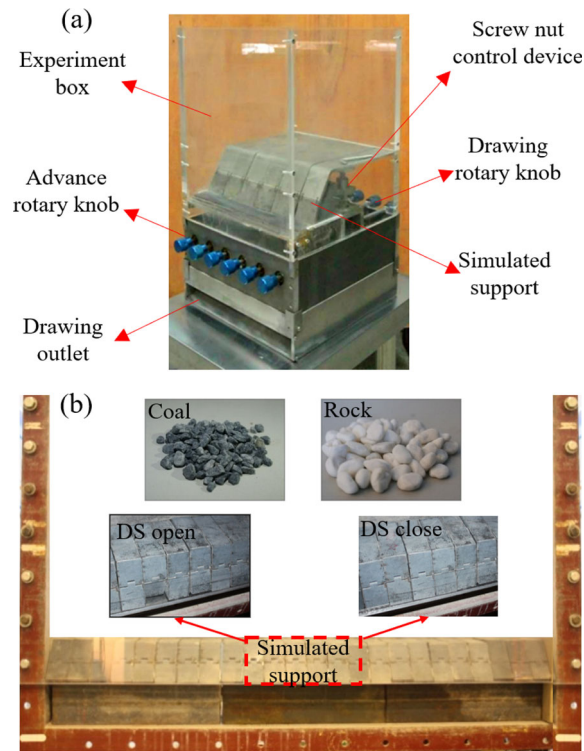 (a)
Screw nut
control device
Experiment
box
Drawing
rotary knob
Advance
rotary knob
Simulated
support
Drawing
outlet
(b)
Coal
Rock
DS open
DS close
Simulated
support